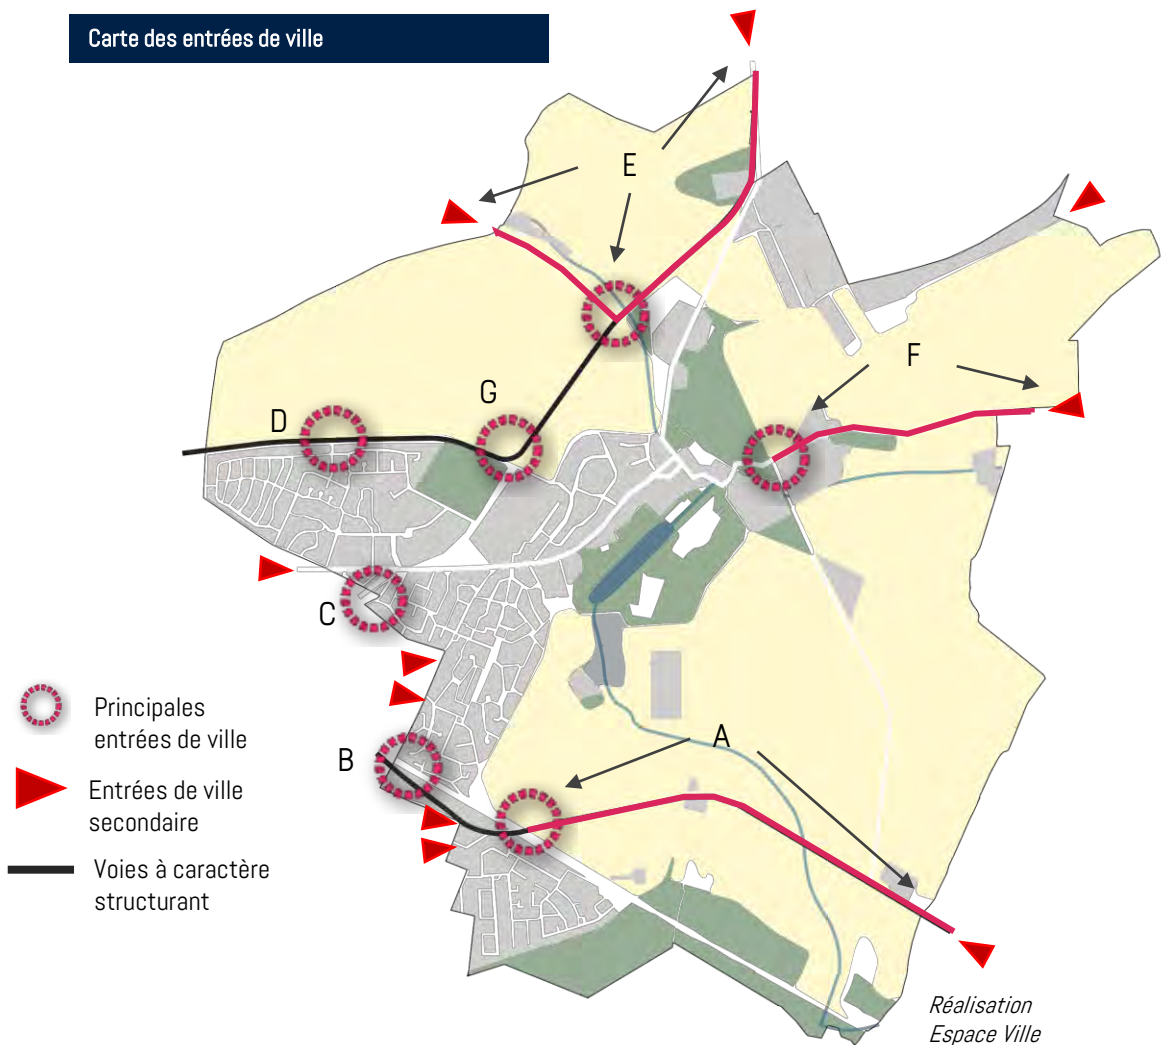 Carte des entrées de ville
E
F
G
D
C
A
B
Principales
entrées de ville
Entrées de ville
secondaire
Voies à caractère
structurant
Réalisation
Espace Ville